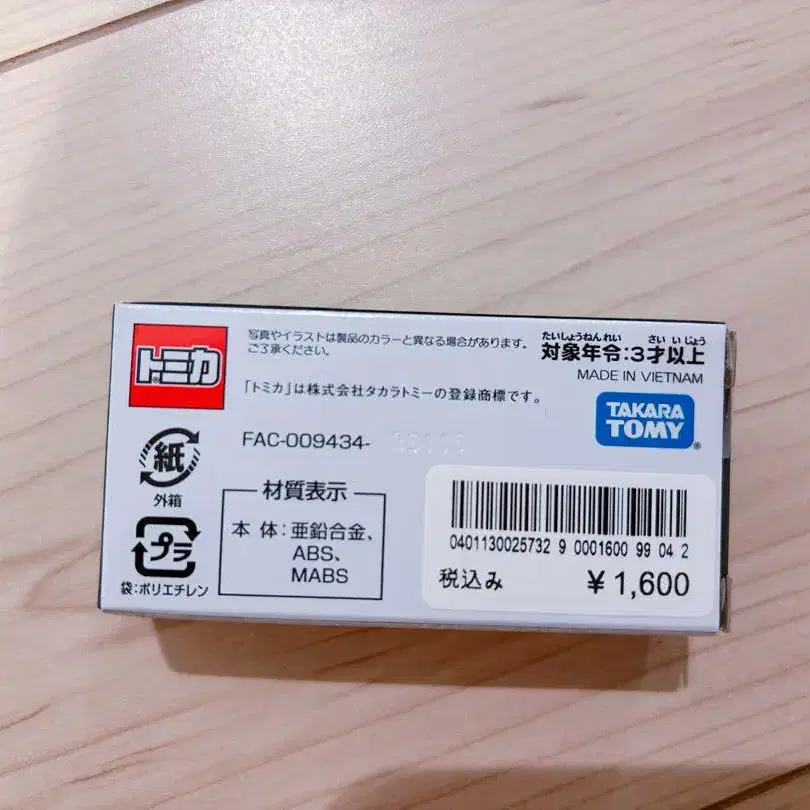 トミカ®
写真やイラストは製品のカラーと異なる場合があります。
ご了承ください。
「トミカ」は株式会社タカラトミーの登録商標です。
たいしょうねんれい さい いじょう
対象年令:3才以上
MADE IN VIETNAM
TAKARA
TOMY®
FAC-009434-
紙
外箱
プラ
袋:ポリエチレン
材質表示
本 体:亜鉛合金、
ABS、
MABS
0401130025732 9 0001600 99 04 2
税込み ¥1,600